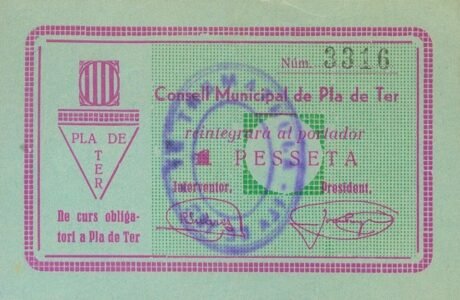 Núm. 3316
Consell Municipal de Pla de Ter
reintegrarà al portador
1 PESSETA
Interventor, President,
PLA DE
TER
De curs obliga-
tori a Pla de Ter